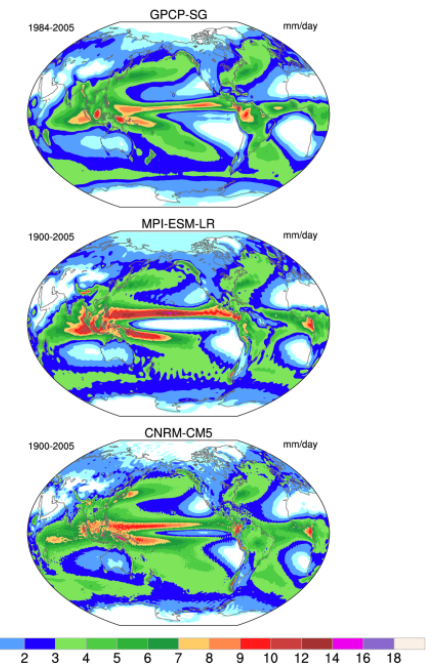 GPCP-SG
1984-2005 mm/day
MPI-ESM-LR
1900-2005 mm/day
CNRM-CM5
1900-2005 mm/day
2 3 4 5 6 7 8 9 10 12 14 16 18